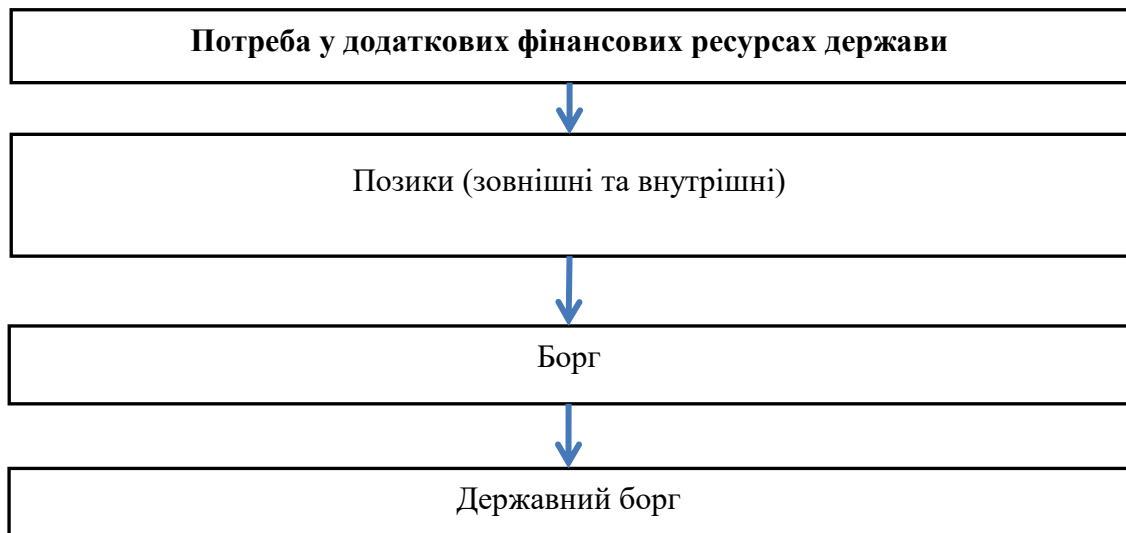 Потреба у додаткових фінансових ресурсах держави
Позики (зовнішні та внутрішні)
Борг
Державний борг